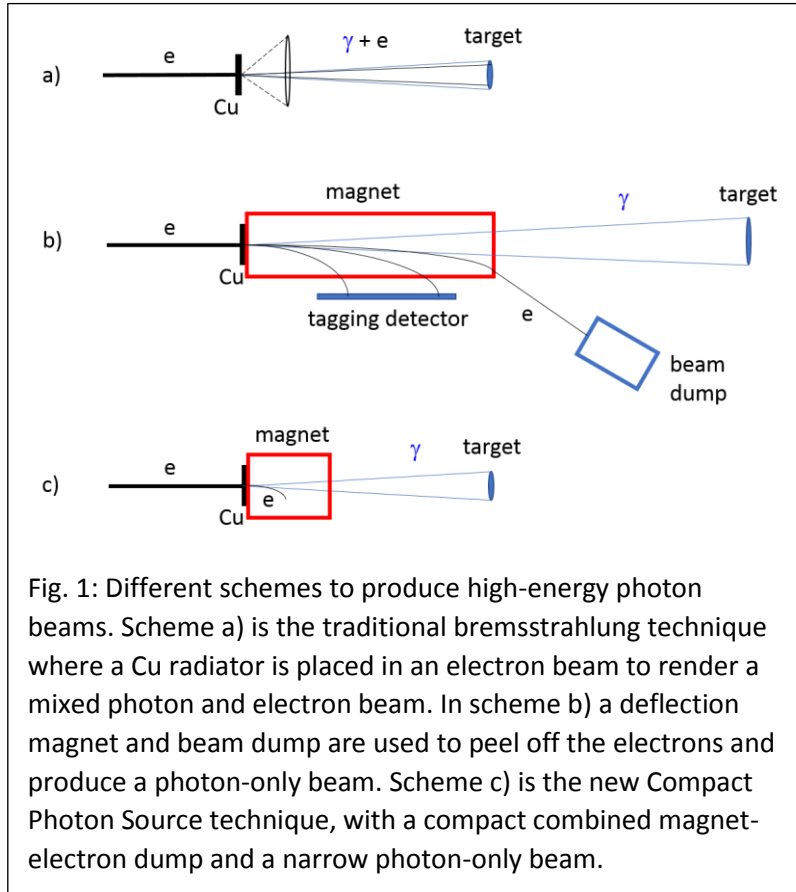 γ + e
target
e
a)
Cu
magnet
γ
target
e
b)
Cu
tagging detector
e
beam
dump
magnet
γ
target
e
c)
e
Cu
Fig. 1: Different schemes to produce high-energy photon
beams. Scheme a) is the traditional bremsstrahlung technique
where a Cu radiator is placed in an electron beam to render a
mixed photon and electron beam. In scheme b) a deflection
magnet and beam dump are used to peel off the electrons and
produce a photon-only beam. Scheme c) is the new Compact
Photon Source technique, with a compact combined magnet-
electron dump and a narrow photon-only beam.